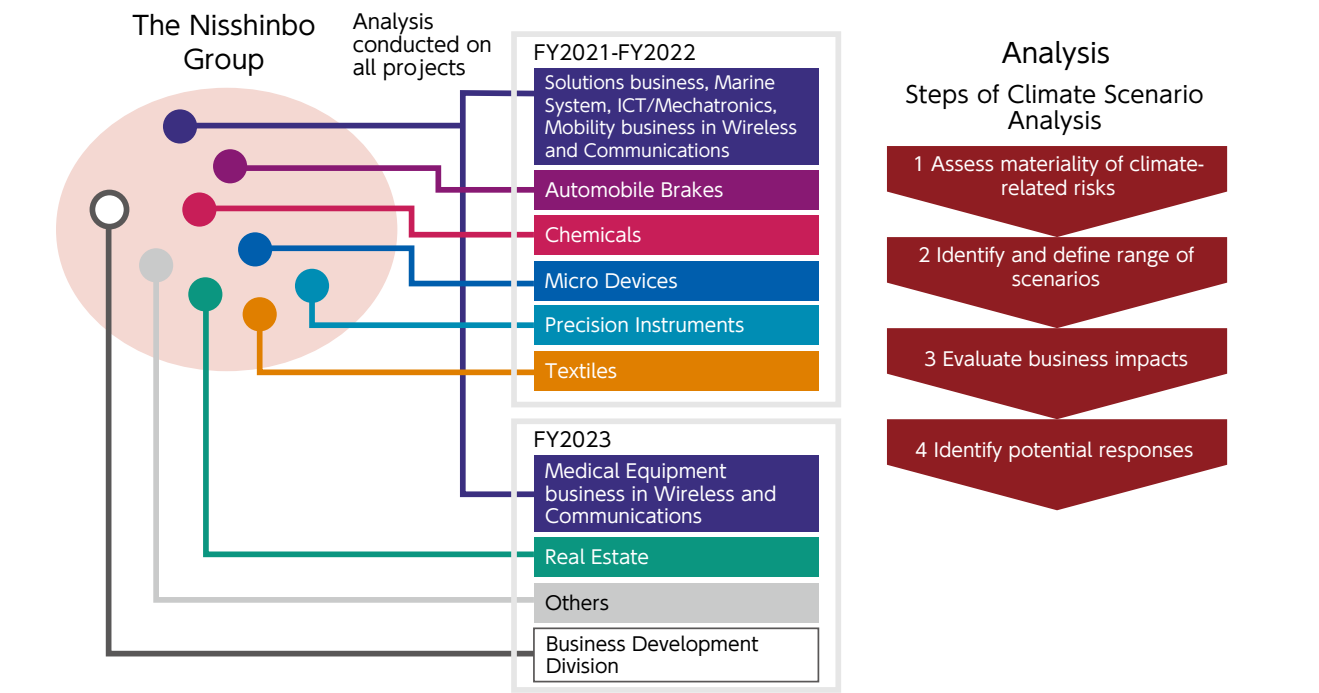 The Nisshinbo
Group
Analysis
conducted on
all projects
FY2021-FY2022
Solutions business, Marine
System, ICT/Mechatronics,
Mobility business in Wireless
and Communications
Automobile Brakes
Chemicals
Micro Devices
Precision Instruments
Textiles
FY2023
Medical Equipment
business in Wireless and
Communications
Real Estate
Others
Business Development
Division
Analysis
Steps of Climate Scenario
Analysis
1 Assess materiality of climate-
related risks
2 Identify and define range of
scenarios
3 Evaluate business impacts
4 Identify potential responses